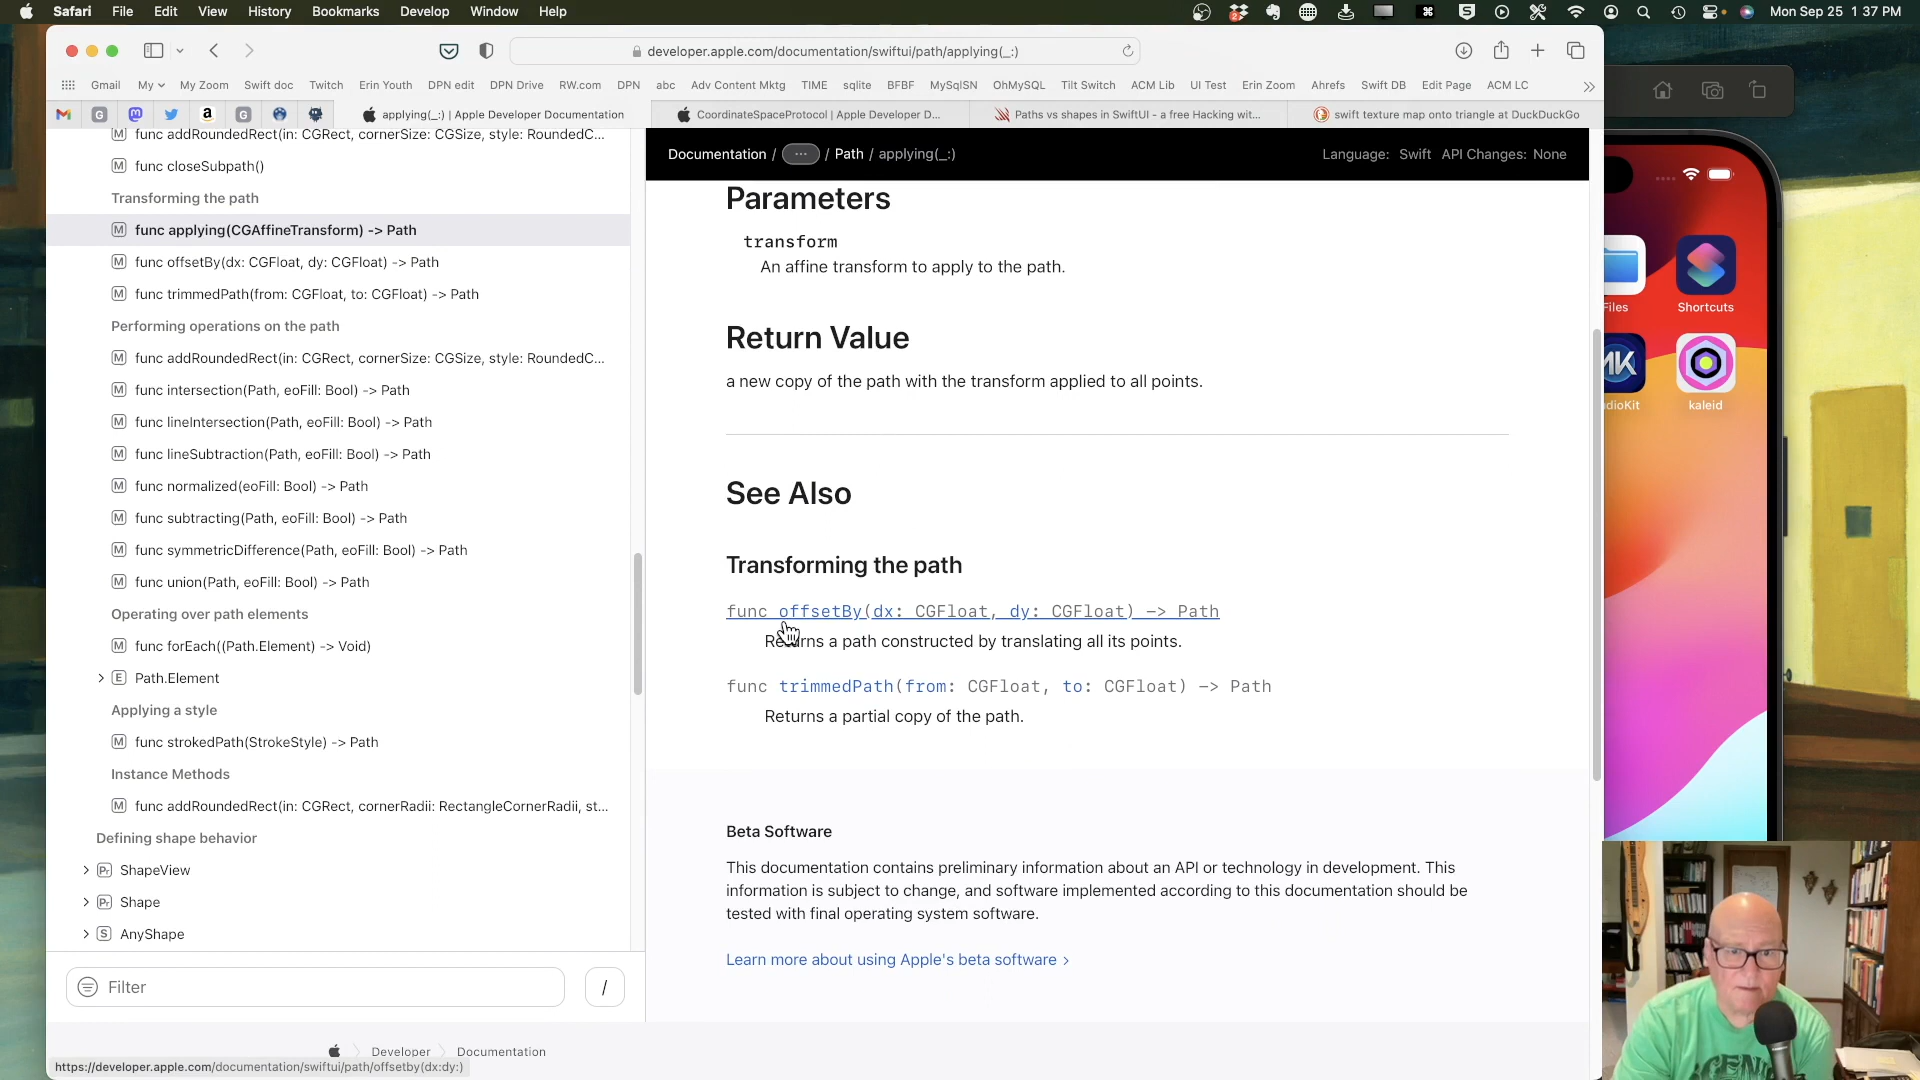 Safari File Edit View History Bookmarks Develop Window Help
Mon Sep 25 1 37 PM
developer.apple.com/documentation/swiftui/path/applying(_:)
Gmail My My Zoom Swift doc Twitch Erin Youth DPN edit DPN Drive RW.com DPN abc Adv Content Mktg TIME sqlite BFBF MySqlSN OhMySQL Tilt Switch ACM Lib UI Test Erin Zoom Ahrefs Swift DB Edit Page ACM LC
applying(_:) | Apple Developer Documentation
CoordinateSpaceProtocol | Apple Developer D...
Paths vs shapes in SwiftUI - a free Hacking wit...
swift texture map onto triangle at DuckDuckGo
M func addRoundedRect(in: CGRect, cornerSize: CGSize, style: RoundedC...
M func closeSubpath()
Transforming the path
M func applying(CGAffineTransform) -> Path
M func offsetBy(dx: CGFloat, dy: CGFloat) -> Path
M func trimmedPath(from: CGFloat, to: CGFloat) -> Path
Performing operations on the path
M func addRoundedRect(in: CGRect, cornerSize: CGSize, style: RoundedC...
M func intersection(Path, eoFill: Bool) -> Path
M func lineIntersection(Path, eoFill: Bool) -> Path
M func lineSubtraction(Path, eoFill: Bool) -> Path
M func normalized(eoFill: Bool) -> Path
M func subtracting(Path, eoFill: Bool) -> Path
M func symmetricDifference(Path, eoFill: Bool) -> Path
M func union(Path, eoFill: Bool) -> Path
Operating over path elements
M func forEach((Path.Element) -> Void)
E Path.Element
Applying a style
M func strokedPath(StrokeStyle) -> Path
Instance Methods
M func addRoundedRect(in: CGRect, cornerRadii: RectangleCornerRadii, st...
Defining shape behavior
Pr ShapeView
Pr Shape
S AnyShape
Filter
/
Developer Documentation
https://developer.apple.com/documentation/swiftui/path/offsetby(dx:dy:)
Documentation / ... / Path / applying(_:)
Language: Swift API Changes: None
Parameters
transform
An affine transform to apply to the path.
Return Value
a new copy of the path with the transform applied to all points.
See Also
Transforming the path
func offsetBy(dx: CGFloat, dy: CGFloat) -> Path
Returns a path constructed by translating all its points.
func trimmedPath(from: CGFloat, to: CGFloat) -> Path
Returns a partial copy of the path.
Beta Software
This documentation contains preliminary information about an API or technology in development. This
information is subject to change, and software implemented according to this documentation should be
tested with final operating system software.
Learn more about using Apple's beta software >
Files
Shortcuts
dioKit
kaleid